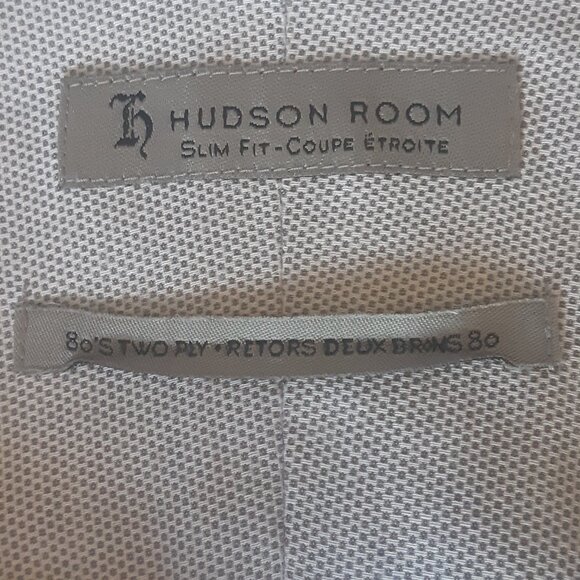 h HUDSON ROOM
SLIM FIT-COUPE ÉTROITE
80'S TWO PLY • RETORS DEUX BRINS 80